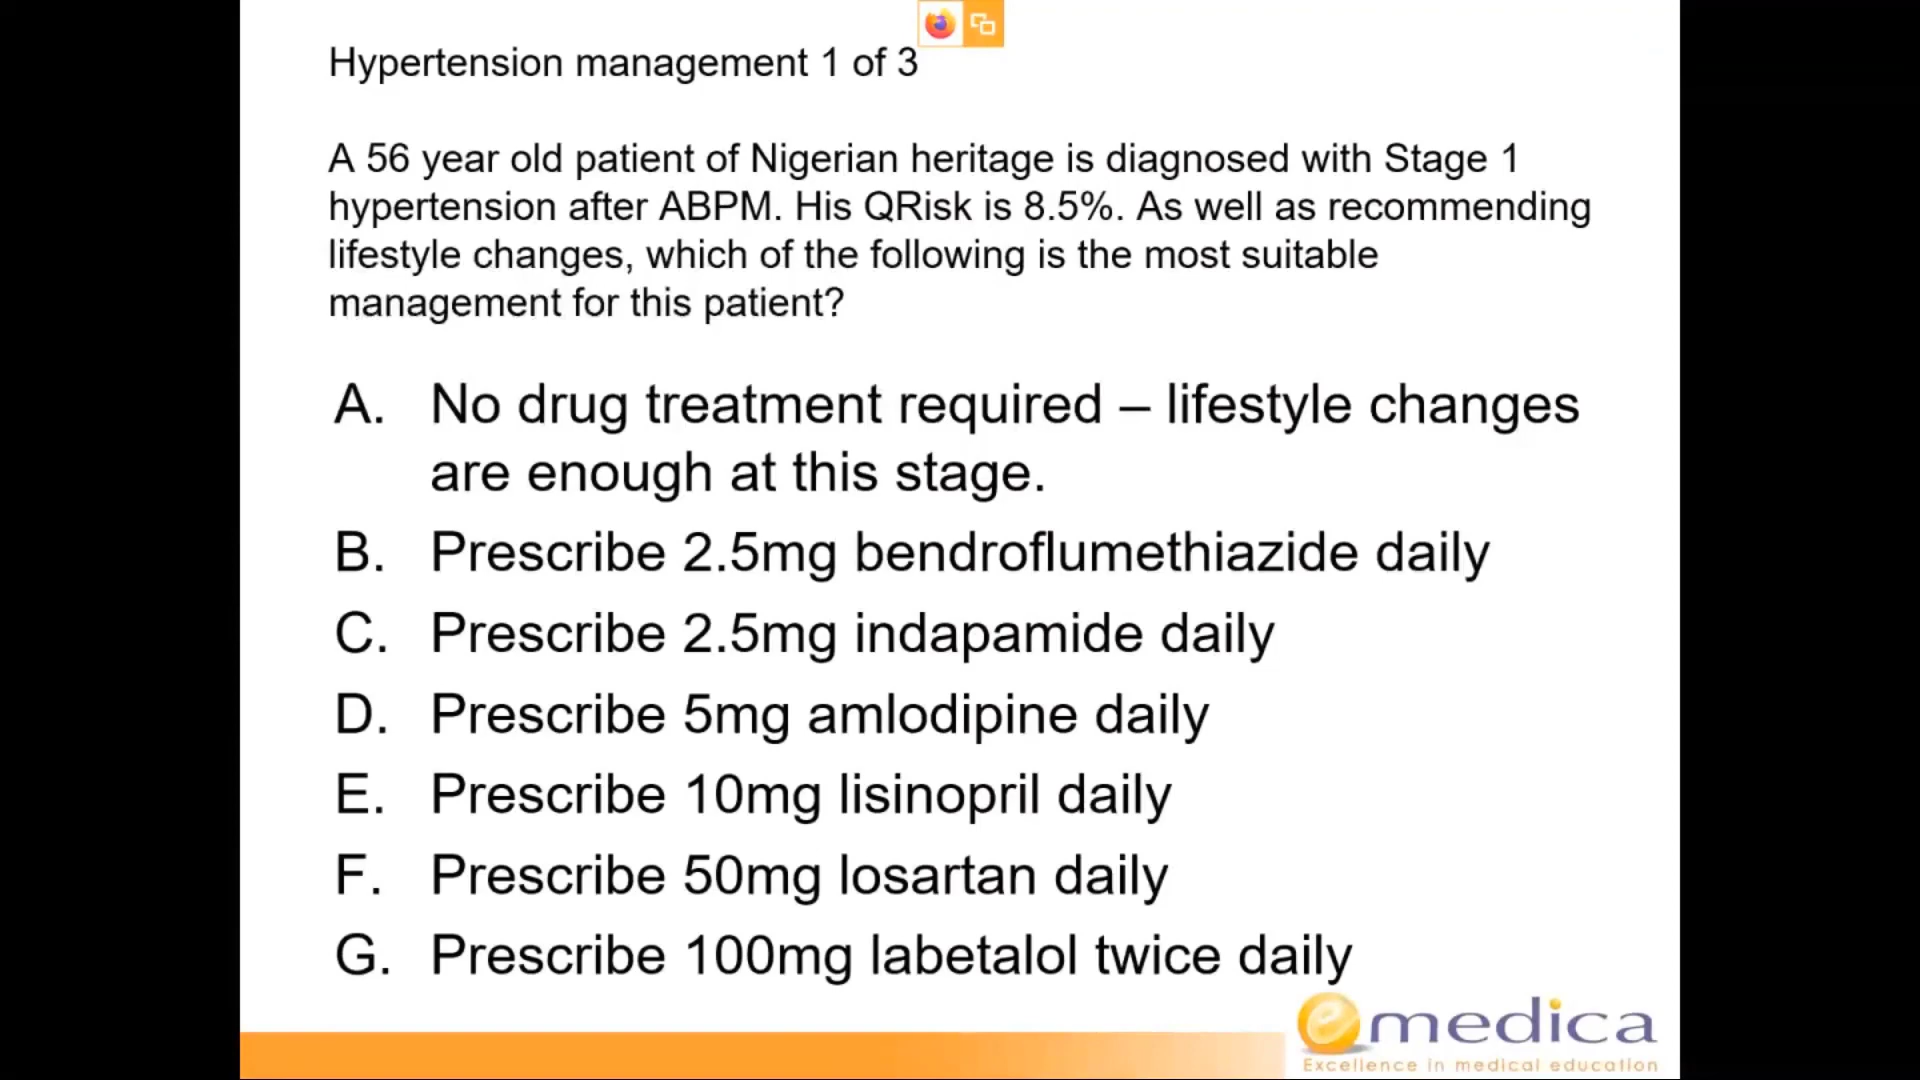 Hypertension management 1 of 3
A 56 year old patient of Nigerian heritage is diagnosed with Stage 1
hypertension after ABPM. His QRisk is 8.5%. As well as recommending
lifestyle changes, which of the following is the most suitable
management for this patient?
A. No drug treatment required – lifestyle changes
are enough at this stage.
B. Prescribe 2.5mg bendroflumethiazide daily
C. Prescribe 2.5mg indapamide daily
D. Prescribe 5mg amlodipine daily
E. Prescribe 10mg lisinopril daily
F. Prescribe 50mg losartan daily
G. Prescribe 100mg labetalol twice daily
emedica
Excellence in medical education